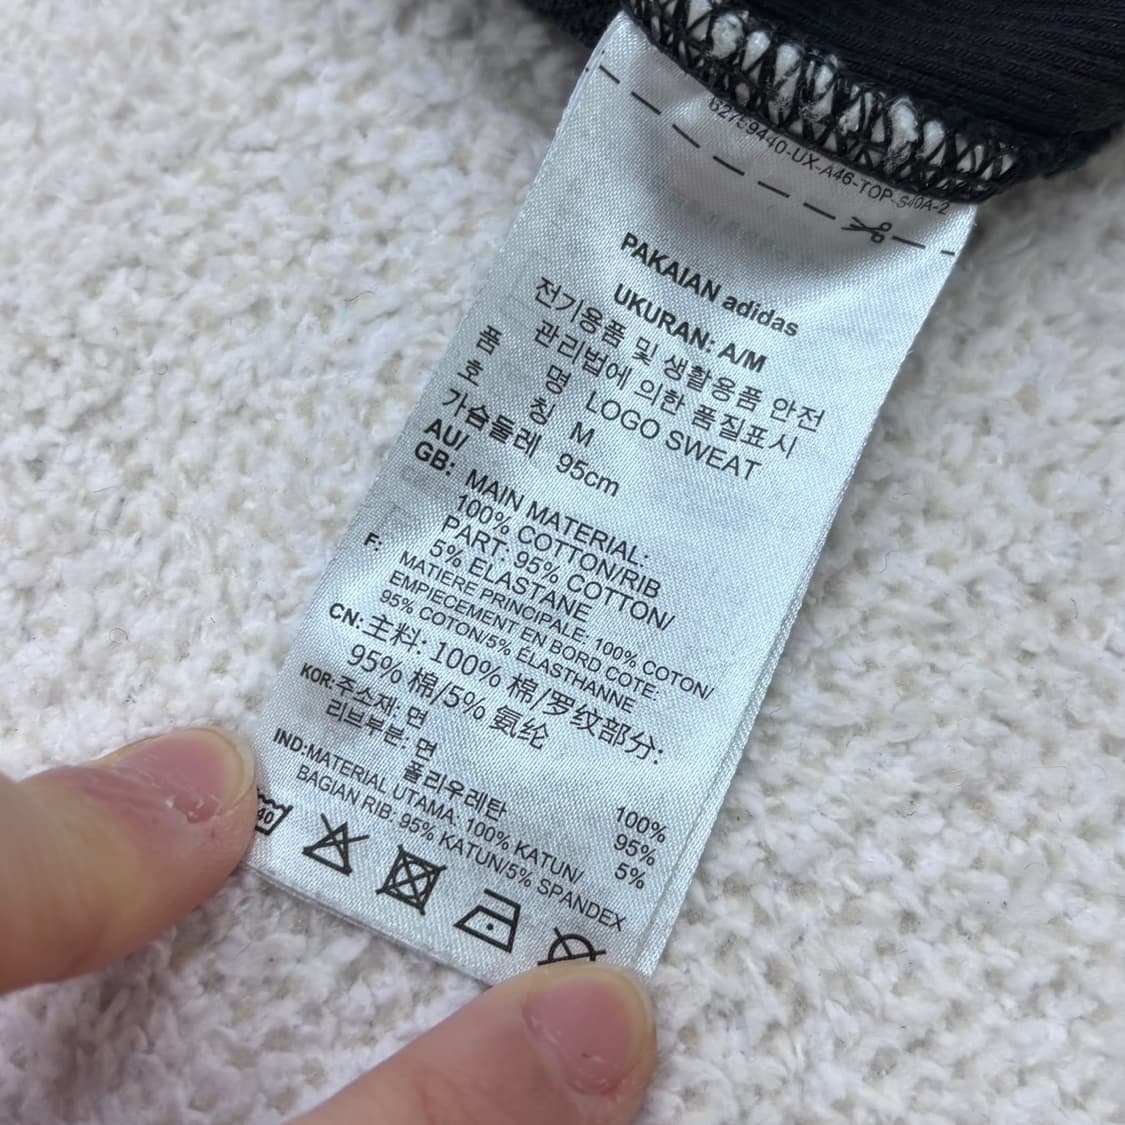 627E9440-UX-A46-TOP-S40A-2
PAKAIAN adidas
UKURAN: A/M
전기용품 및 생활용품 안전
관리법에 의한 품질표시
품 명 LOGO SWEAT
호 칭 M
가슴둘레 95cm
AU/
GB: MAIN MATERIAL:
100% COTTON/RIB
PART: 95% COTTON/
5% ELASTANE
F: MATIERE PRINCIPALE: 100% COTON/
EMPIECEMENT EN BORD COTE:
95% COTON/5% ÉLASTHANNE
CN: 主料: 100% 棉/罗纹部分:
95% 棉/5% 氨纶
KOR: 주소재: 면 100%
리브부분: 면 95%
폴리우레탄 5%
IND:MATERIAL UTAMA: 100% KATUN/
BAGIAN RIB: 95% KATUN/5% SPANDEX
40